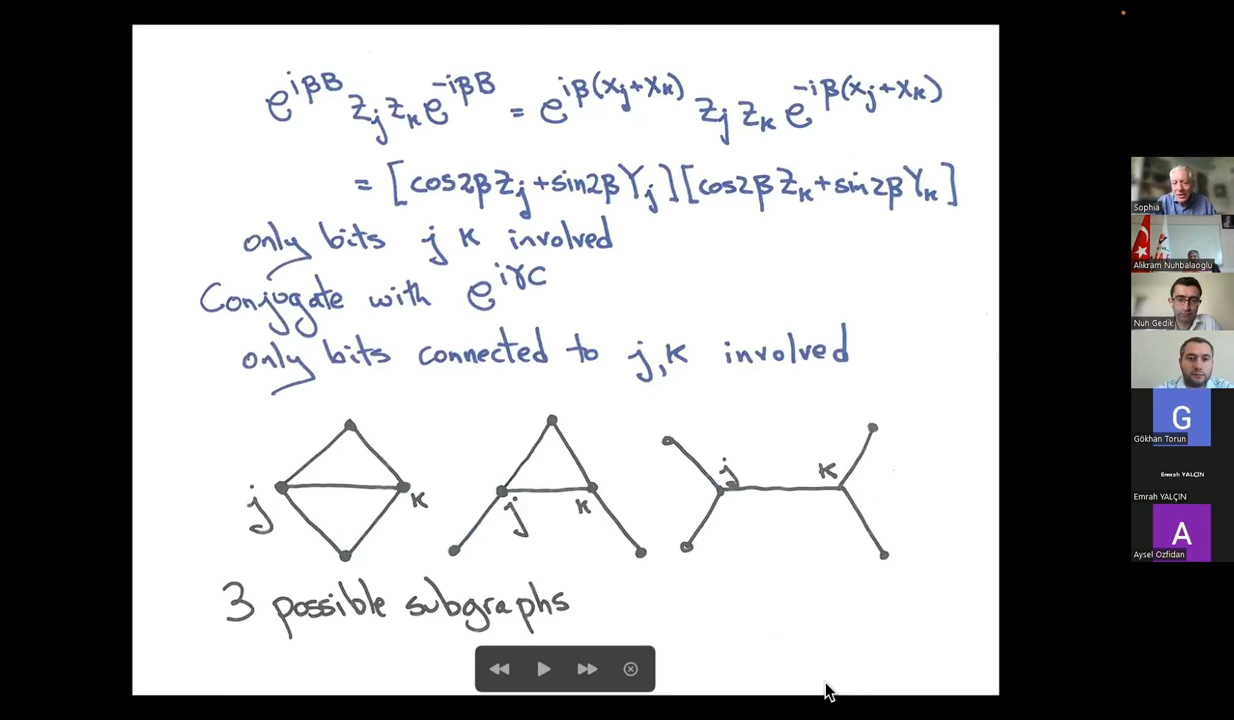 e^{iβB} Z_j Z_k e^{-iβB} = e^{iβ(X_j+X_k)} Z_j Z_k e^{-iβ(X_j+X_k)}
= [cos2β Z_j + sin2β Y_j][cos2β Z_k + sin2β Y_k]
only bits j k involved
Conjugate with e^{iγC}
only bits connected to j,k involved
j k
j k
j k
3 possible subgraphs
Sophia
Alikram Nuhbalaoglu
Nuh Gedik
G
Gökhan Torun
Emrah YALÇIN
Emrah YALÇIN
A
Aysel Ozfidan